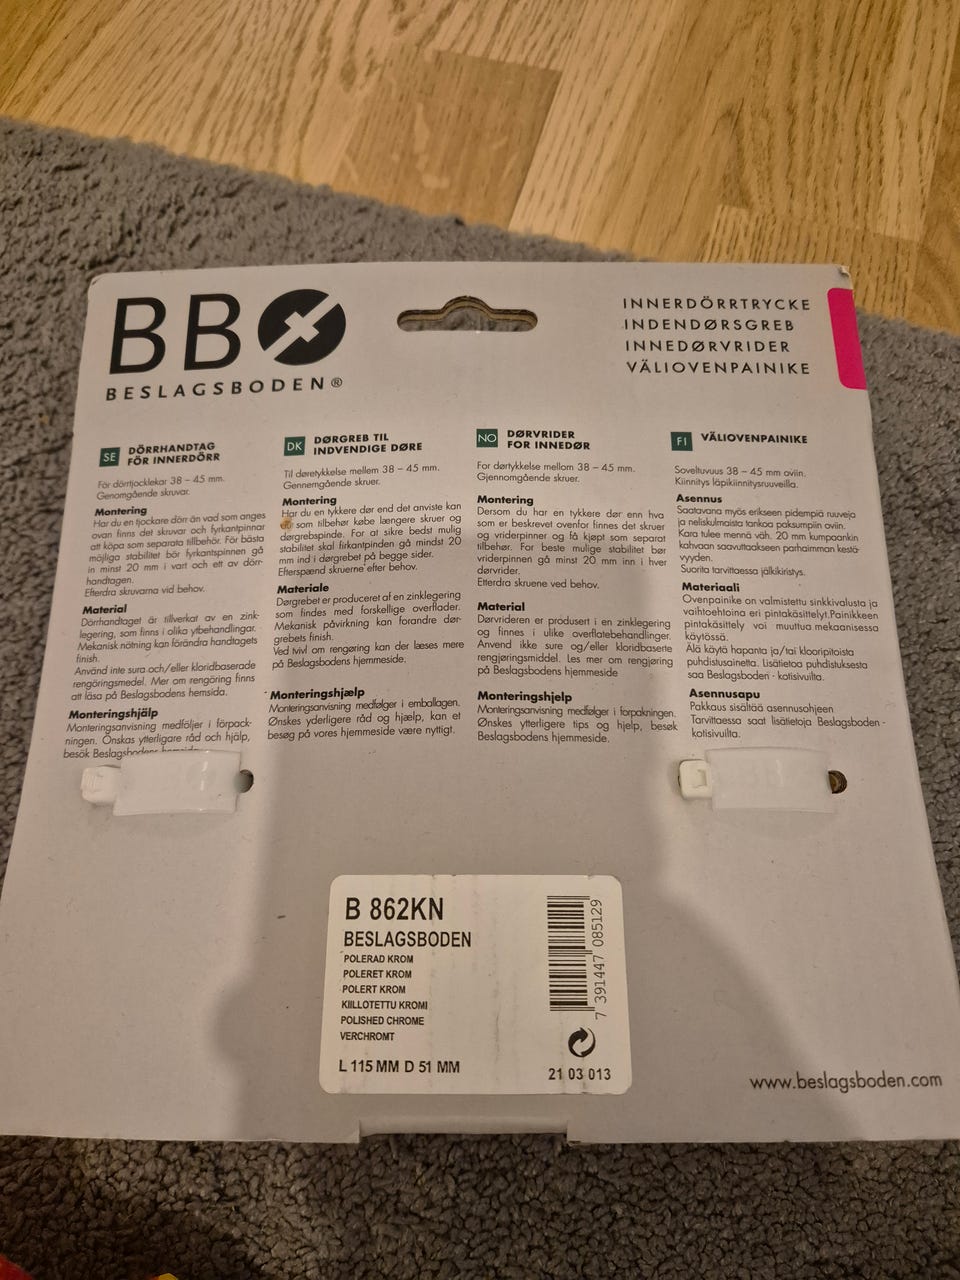 BB
BESLAGSBODEN®
INNERDÖRRTRYCKE
INDENDØRSGREB
INNEDØRVRIDER
VÄLIOVENPAINIKE
SE DÖRRHANDTAG
FÖR INNERDÖRR
För dörrtjocklekar 38 – 45 mm.
Genomgående skruvar.
Montering
Har du en tjockare dörr än vad som anges
ovan finns det skruvar och fyrkantpinnar
att köpa som separata tillbehör. För bästa
möjliga stabilitet bör fyrkantspinnen gå
in minst 20 mm i vart och ett av dörr-
handtagen.
Efterdra skruvarna vid behov.
Material
Dörrhandtaget är tillverkat av en zink-
legering, som finns i olika ytbehandlingar.
Mekanisk nötning kan förändra handtagets
finish.
Använd inte sura och/eller kloridbaserade
rengöringsmedel. Mer om rengöring finns
att läsa på Beslagsbodens hemsida.
Monteringshjälp
Monteringsanvisning medföljer i förpack-
ningen. Önskas ytterligare råd och hjälp,
besök Beslagsbodens hemsida
DK DØRGREB TIL
INDVENDIGE DØRE
Til døretykkelse mellem 38 – 45 mm.
Gennemgående skruer.
Montering
Har du en tykkere dør end det anviste kan
som tilbehør købe længere skruer og
dørgrebspinde. For at sikre bedst mulig
stabilitet skal firkantpinden gå mindst 20
mm ind i dørgrebet på begge sider.
Efterspænd skruerne efter behov.
Materiale
Dørgrebet er produceret af en zinklegering
som findes med forskellige overflader.
Mekanisk påvirkning kan forandre dør-
grebets finish.
Ved tvivl om rengøring kan der læses mere
på Beslagsbodens hjemmeside.
Monteringshjælp
Monteringsanvisning medfølger i emballagen.
Ønskes yderligere råd og hjælp, kan et
besøg på vores hjemmeside være nyttigt.
NO DØRVRIDER
FOR INNEDØR
For dørtykkelse mellom 38 – 45 mm.
Gjennomgående skruer.
Montering
Dersom du har en tykkere dør enn hva
som er beskrevet ovenfor finnes det skruer
og vriderpinner og få kjøpt som separat
tilbehør. For beste mulige stabilitet bør
vriderpinnen gå minst 20 mm inn i hver
dørvrider.
Etterdra skruene ved behov.
Material
Dørvrideren er produsert i en zinklegering
og finnes i ulike overflatebehandlinger.
Anvend ikke sure og/eller kloridbaserte
rengjøringsmiddel. Les mer om rengjøring
på Beslagsbodens hjemmeside
Monteringshjelp
Monteringsanvisning medfølger i forpakningen.
Ønskes ytterligere tips og hjelp, besøk
Beslagsbodens hjemmeside.
FI VÄLIOVENPAINIKE
Soveltuvuus 38 – 45 mm oviin.
Kiinnitys läpikiinnitysruuveilla.
Asennus
Saatavana myös erikseen pidempiä ruuveja
ja neliskulmaista tankoa paksumpiin oviin.
Kara tulee mennä väh. 20 mm kumpaankin
kahvaan saavuttaakseen parhaimman kestä-
vyyden.
Suorita tarvittaessa jälkikiristys.
Materiaali
Ovenpainike on valmistettu sinkkivalusta ja
vaihtoehtoina eri pintakäsittelyt.Painikkeen
pintakäsittely voi muuttua mekaanisessa
käytössä.
Älä käytä hapanta ja/tai klooripitoista
puhdistusainetta. Lisätietoa puhdistuksesta
saa Beslagsboden - kotisivuilta.
Asennusapu
Pakkaus sisältää asennusohjeen
Tarvittaessa saat lisätietoja Beslagsboden -
kotisivuilta.
B 862KN
BESLAGSBODEN
POLERAD KROM
POLERET KROM
POLERT KROM
KIILLOTETTU KROMI
POLISHED CHROME
VERCHROMT
L 115 MM D 51 MM
7 391447 085129
21 03 013
www.beslagsboden.com